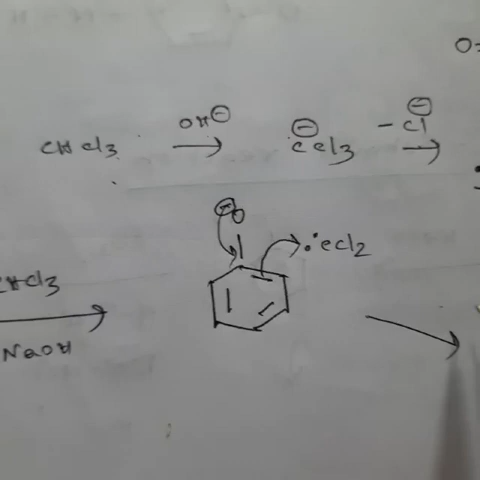 O=
CHCl3 → OH⊖ ⊖CCl3 → -Cl⊖
⊖O
CHCl3 :CCl2
NaOH